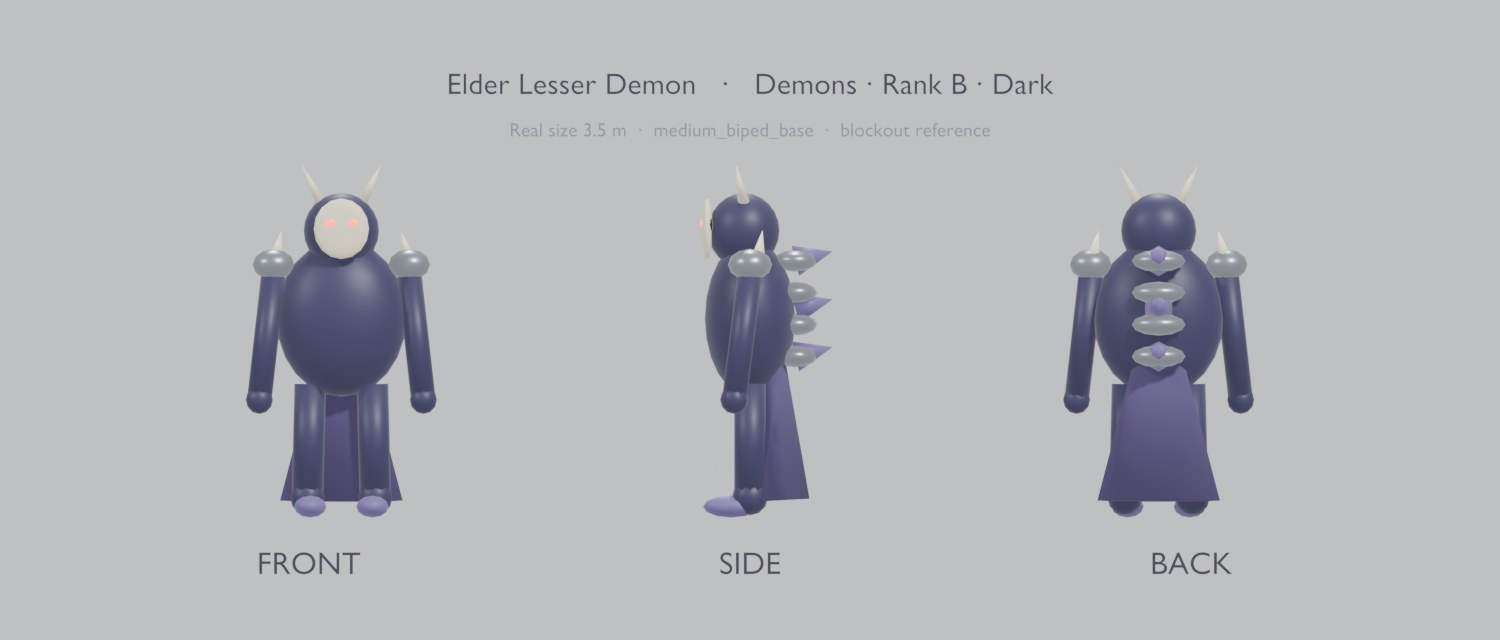 Elder Lesser Demon · Demons · Rank B · Dark
Real size 3.5 m · medium_biped_base · blockout reference
FRONT SIDE BACK